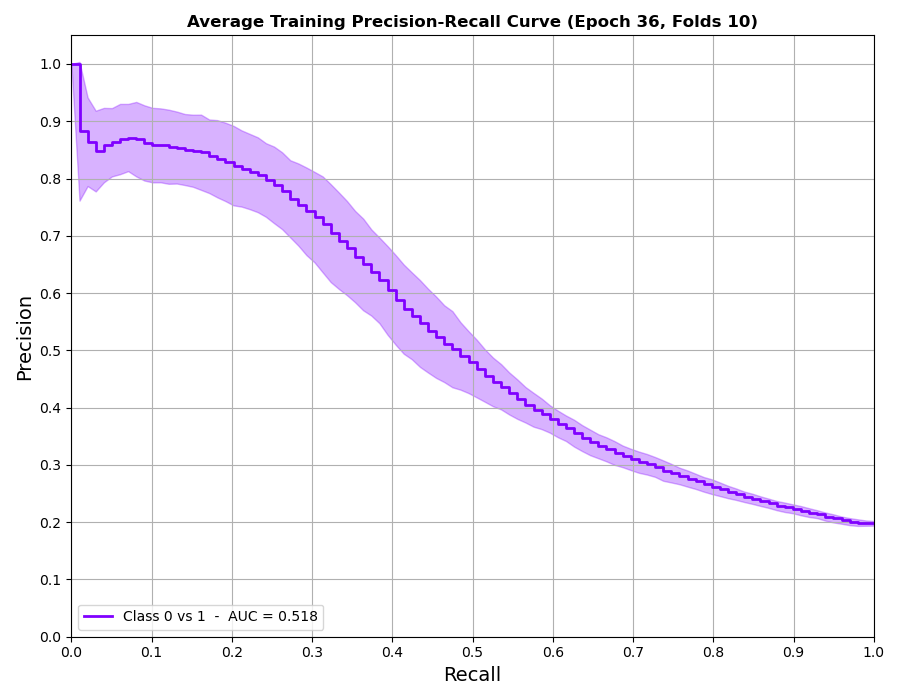 Average Training Precision-Recall Curve (Epoch 36, Folds 10)
Precision
1.0
0.9
0.8
0.7
0.6
0.5
0.4
0.3
0.2
0.1
0.0
Class 0 vs 1  -  AUC = 0.518
0.0 0.1 0.2 0.3 0.4 0.5 0.6 0.7 0.8 0.9 1.0
Recall